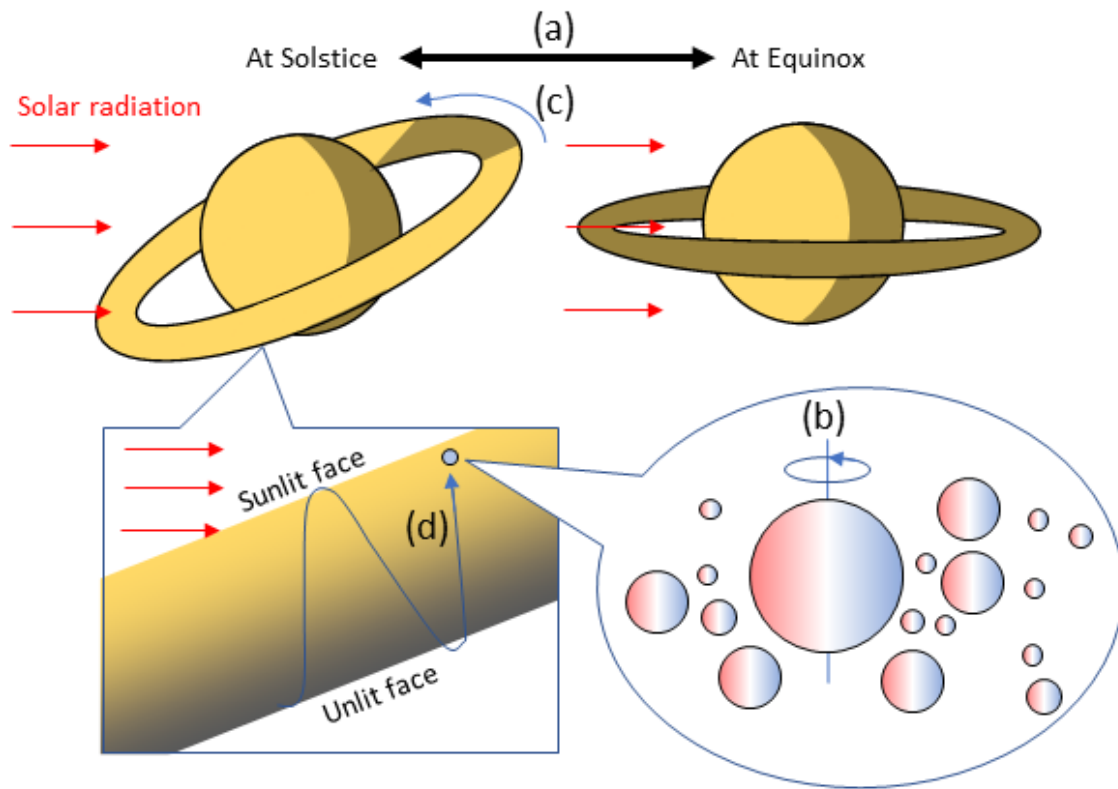 (a)
At Solstice
At Equinox
(c)
Solar radiation
Sunlit face
(d)
Unlit face
(b)